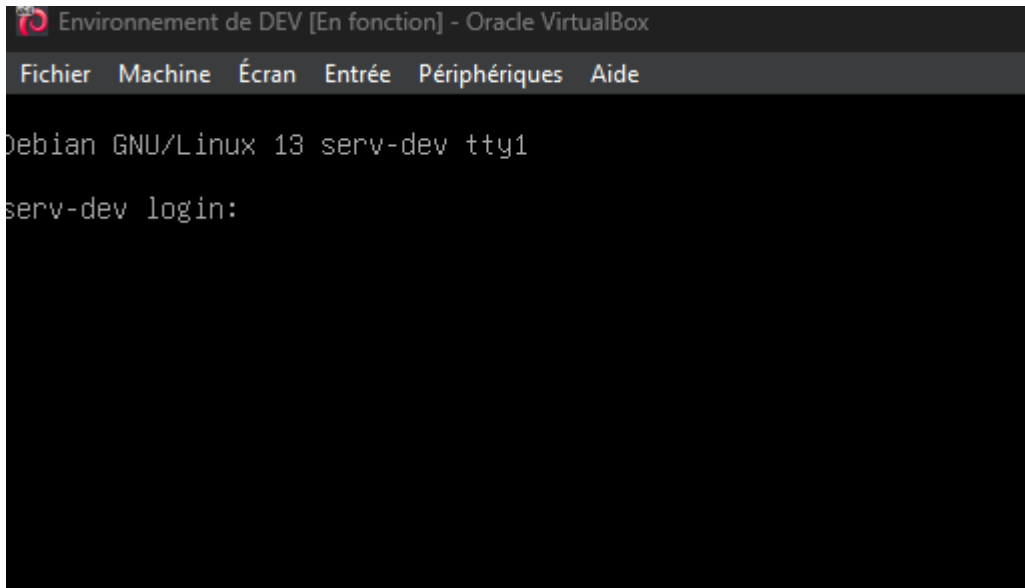 Environnement de DEV [En fonction] - Oracle VirtualBox
Fichier Machine Écran Entrée Périphériques Aide
Debian GNU/Linux 13 serv-dev tty1
serv-dev login: